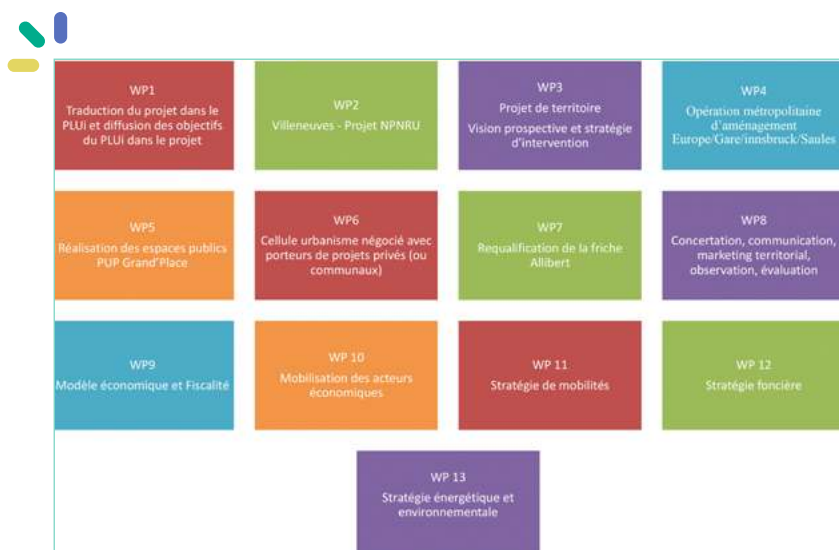 WP1
Traduction du projet dans le
PLUi et diffusion des objectifs
du PLUi dans le projet
WP2
Villeneuves - Projet NPNRU
WP3
Projet de territoire
Vision prospective et stratégie
d'intervention
WP4
Opération métropolitaine
d'aménagement
Europe/Gare/innsbruck/Saules
WP5
Réalisation des espaces publics
PUP Grand'Place
WP6
Cellule urbanisme négocié avec
porteurs de projets privés (ou
communaux)
WP7
Requalification de la friche
Allibert
WP8
Concertation, communication,
marketing territorial,
observation, évaluation
WP9
Modèle économique et Fiscalité
WP 10
Mobilisation des acteurs
économiques
WP 11
Stratégie de mobilités
WP 12
Stratégie foncière
WP 13
Stratégie énergétique et
environnementale